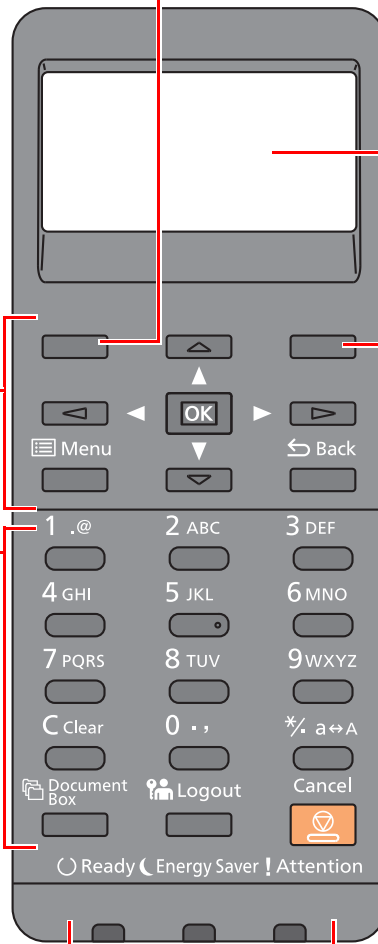 OK
Menu
Back
1 .@ 2 ABC 3 DEF
4 GHI 5 JKL 6 MNO
7 PQRS 8 TUV 9 WXYZ
C Clear 0 . , */. a↔A
Document
Box
Logout
Cancel
Ready Energy Saver ! Attention